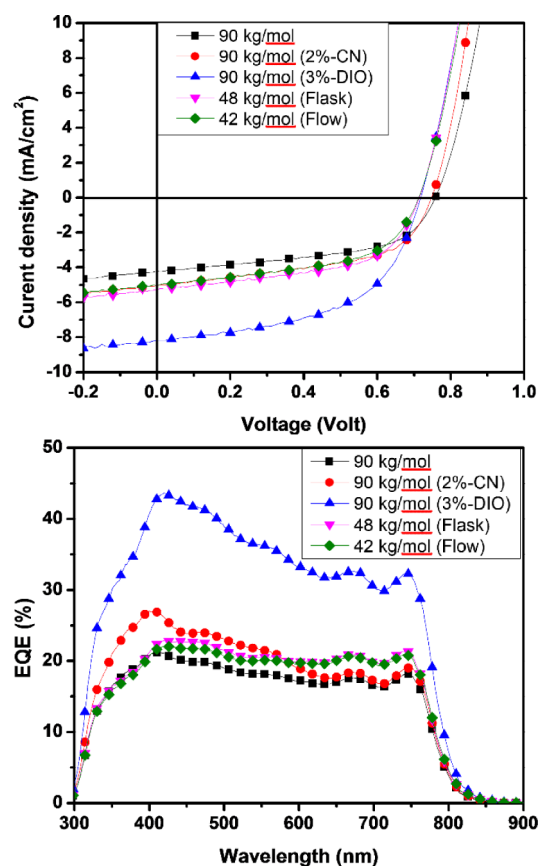 10
8
6
4
2
0
-2
-4
-6
-8
-10
Curent density (mA/cm²)
90 kg/mol
90 kg/mol (2%-CN)
90 kg/mol (3%-DIO)
48 kg/mol (Flask)
42 kg/mol (Flow)
-0.2 0.0 0.2 0.4 0.6 0.8 1.0
Voltage (Volt)
50
40
30
20
10
0
EQE (%)
90 kg/mol
90 kg/mol (2%-CN)
90 kg/mol (3%-DIO)
48 kg/mol (Flask)
42 kg/mol (Flow)
300 400 500 600 700 800 900
Wavelength (nm)